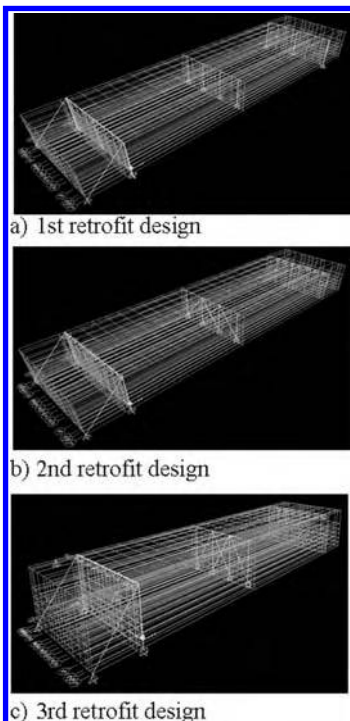 a) 1st retrofit design
b) 2nd retrofit design
c) 3rd retrofit design